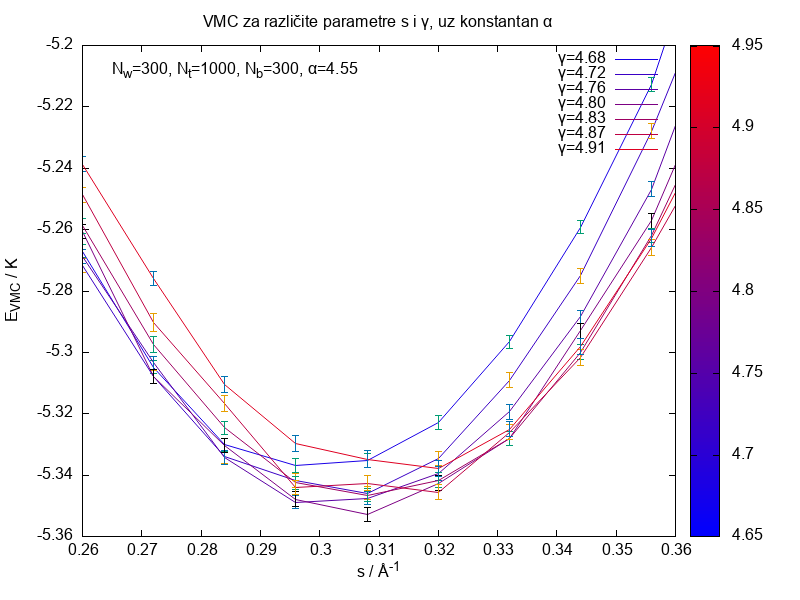 VMC za različite parametre s i γ, uz konstantan α
N_w=300, N_t=1000, N_b=300, α=4.55
γ=4.68
γ=4.72
γ=4.76
γ=4.80
γ=4.83
γ=4.87
γ=4.91
-5.2
-5.22
-5.24
-5.26
-5.28
-5.3
-5.32
-5.34
-5.36
E_VMC / K
0.26 0.27 0.28 0.29 0.3 0.31 0.32 0.33 0.34 0.35 0.36
s / Å^-1
4.95
4.9
4.85
4.8
4.75
4.7
4.65